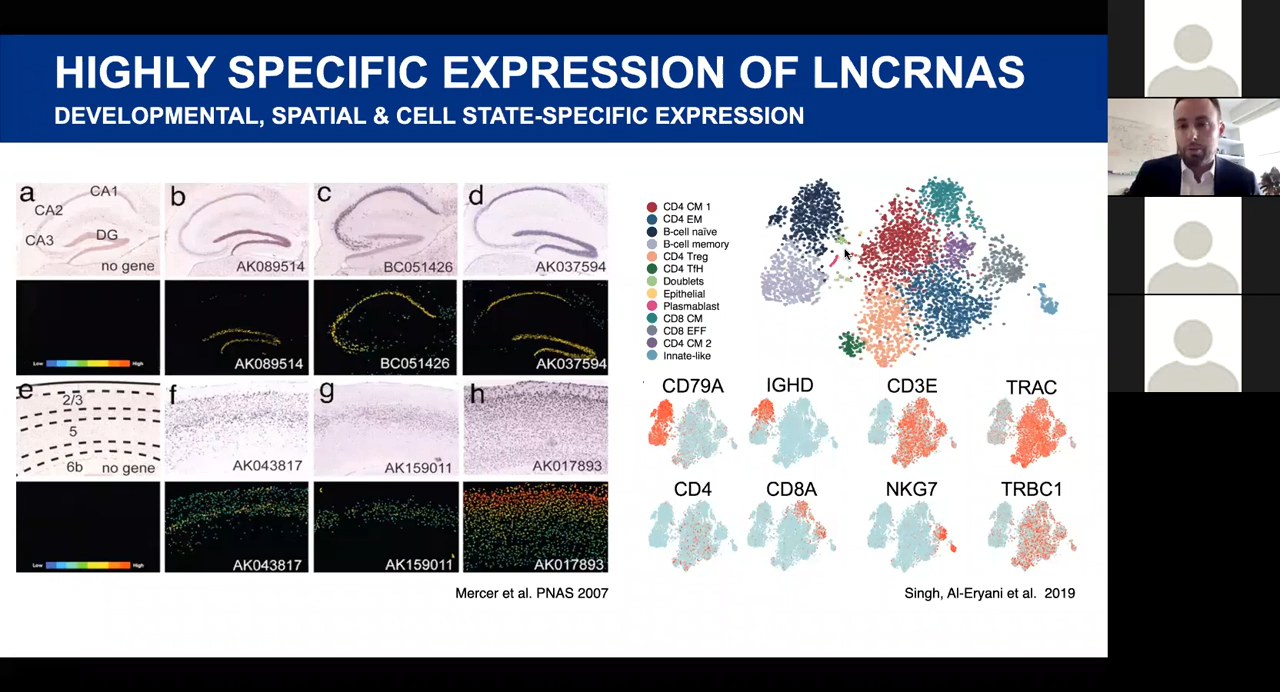 HIGHLY SPECIFIC EXPRESSION OF LNCRNAS
DEVELOPMENTAL, SPATIAL & CELL STATE-SPECIFIC EXPRESSION
a
CA1
CA2
CA3
DG
no gene
b
AK089514
c
BC051426
d
AK037594
Low
High
AK089514
BC051426
AK037594
e
2/3
5
6b
no gene
f
AK043817
g
AK159011
h
AK017893
Low
High
AK043817
AK159011
AK017893
Mercer et al. PNAS 2007
CD4 CM 1
CD4 EM
B-cell naïve
B-cell memory
CD4 Treg
CD4 TfH
Doublets
Epithelial
Plasmablast
CD8 CM
CD8 EFF
CD4 CM 2
Innate-like
CD79A
IGHD
CD3E
TRAC
CD4
CD8A
NKG7
TRBC1
Singh, Al-Eryani et al. 2019